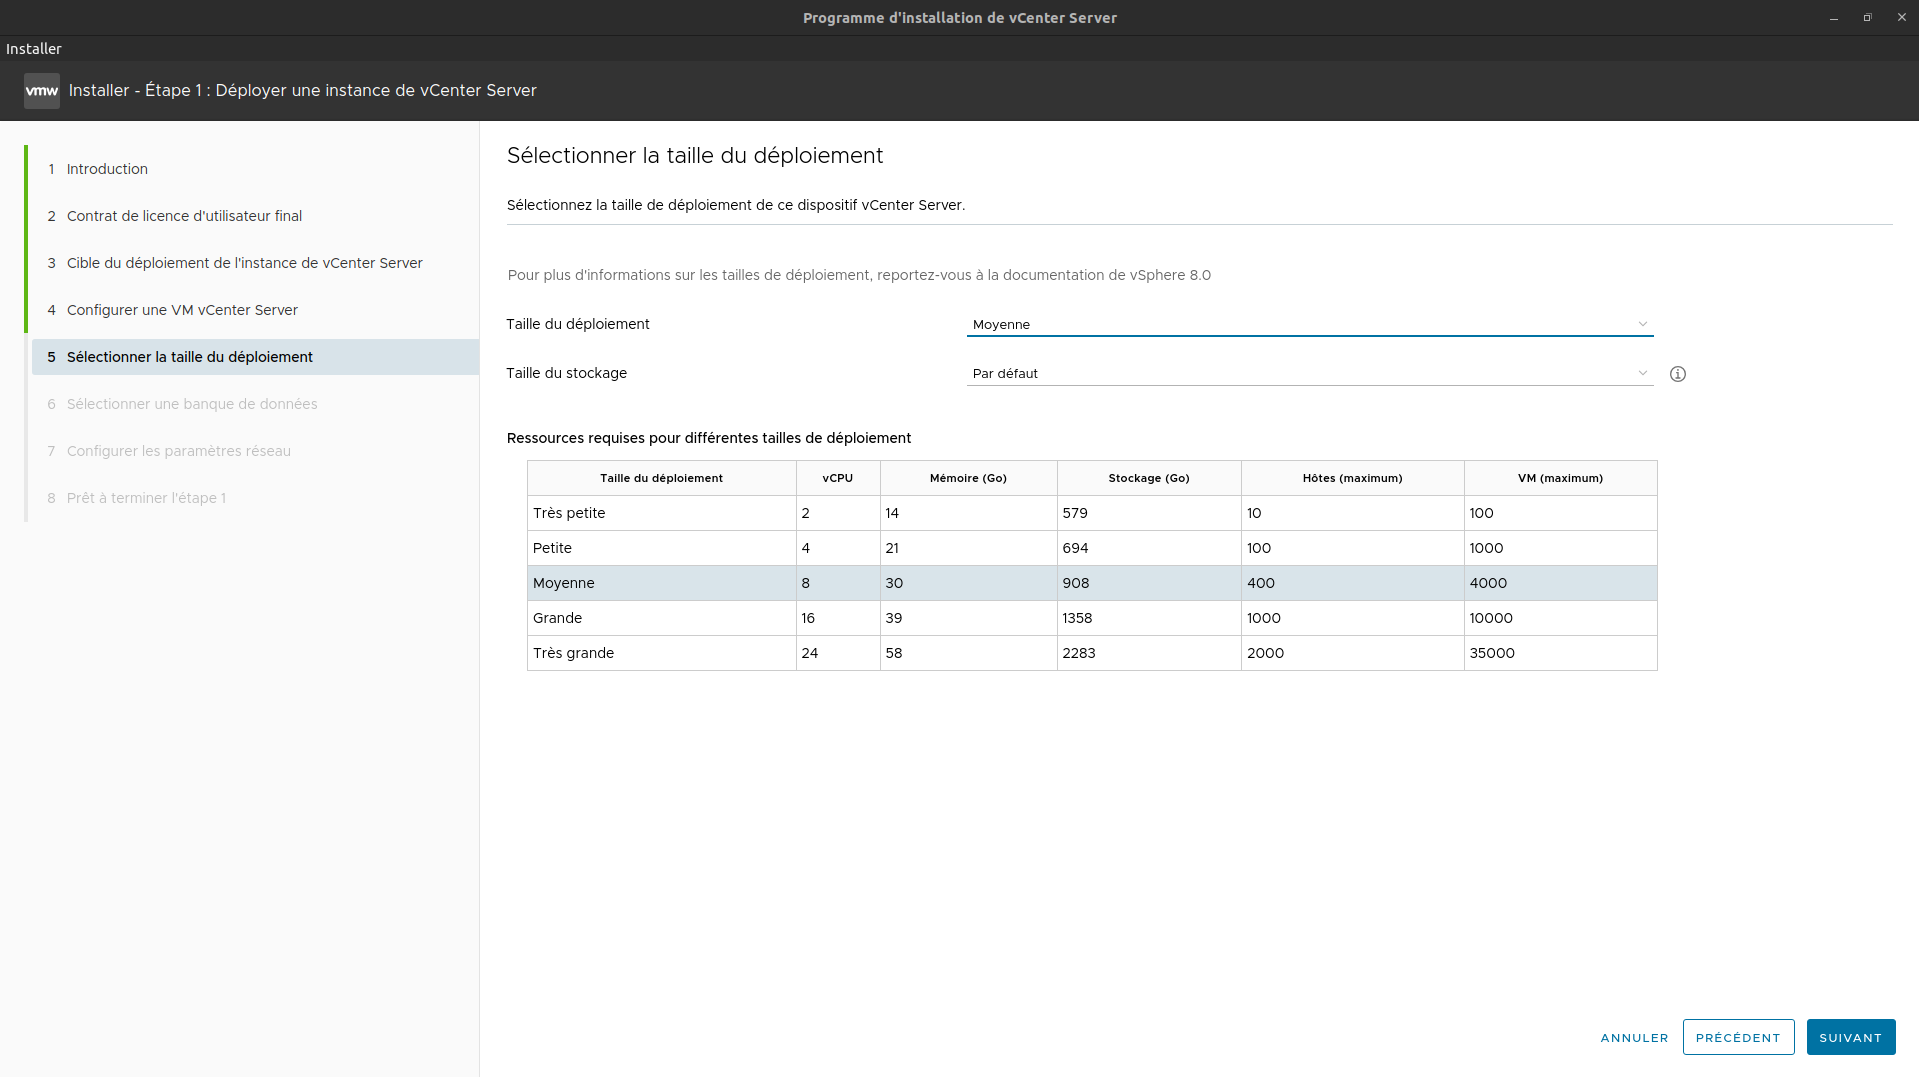 Programme d'installation de vCenter Server
Installer
vmw Installer - Étape 1 : Déployer une instance de vCenter Server
1 Introduction
2 Contrat de licence d'utilisateur final
3 Cible du déploiement de l'instance de vCenter Server
4 Configurer une VM vCenter Server
5 Sélectionner la taille du déploiement
6 Sélectionner une banque de données
7 Configurer les paramètres réseau
8 Prêt à terminer l'étape 1
Sélectionner la taille du déploiement
Sélectionnez la taille de déploiement de ce dispositif vCenter Server.
Pour plus d'informations sur les tailles de déploiement, reportez-vous à la documentation de vSphere 8.0
Taille du déploiement Moyenne
Taille du stockage Par défaut
Ressources requises pour différentes tailles de déploiement
Taille du déploiement vCPU Mémoire (Go) Stockage (Go) Hôtes (maximum) VM (maximum)
Très petite 2 14 579 10 100
Petite 4 21 694 100 1000
Moyenne 8 30 908 400 4000
Grande 16 39 1358 1000 10000
Très grande 24 58 2283 2000 35000
ANNULER PRÉCÉDENT SUIVANT